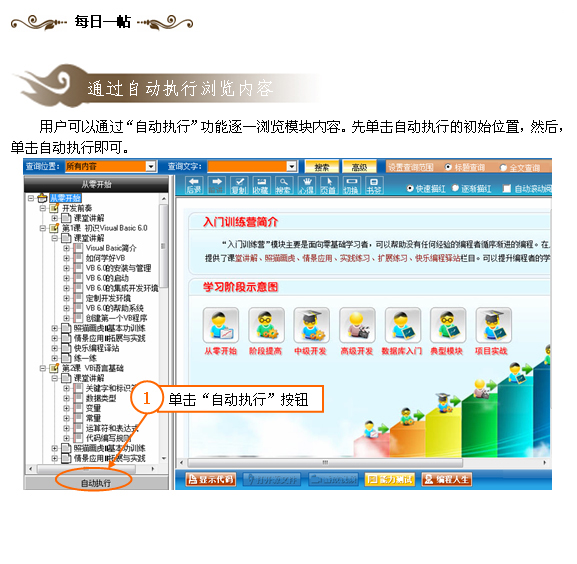 每日一帖
通过自动执行浏览内容
用户可以通过“自动执行”功能逐一浏览模块内容。先单击自动执行的初始位置，然后，
单击自动执行即可。
查询位置： 所有内容 查询文字： 搜索 高级 设置查询范围 标题查询 全文查询
从零开始
后退 复制 收藏 搜索 心得 页首 切换 书签 快速描红 逐渐描红 自动滚动阅
从零开始
开发前奏
课堂讲解
第1课 初识Visual Basic 6.0
课堂讲解
Visual Basic简介
如何学好VB
VB 6.0的安装与管理
VB 6.0的启动
VB 6.0的集成开发环境
定制开发环境
VB 6.0的帮助系统
创建第一个VB程序
照猫画虎Ⅱ基本功训练
情景应用Ⅱ拓展与实践
快乐编程驿站
练一练
第2课 VB语言基础
课堂讲解
关键字和标识符
数据类型
变量
常量
运算符和表达式
代码编写规则
照猫画虎Ⅱ基本功训练
情景应用Ⅱ拓展与实践
自动执行
入门训练营简介
“入门训练营”模块主要是面向零基础学习者，可以帮助没有任何经验的编程者循序渐进的编程。在
提供了课堂讲解、照猫画虎、情景应用、实践练习、扩展练习、快乐编程驿站栏目。可以提升编程者的学
学习阶段示意图
从零开始 阶段提高 中级开发 高级开发 数据库入门 典型模块 项目实战
1 单击“自动执行”按钮
显示代码 能力测试 编程人生